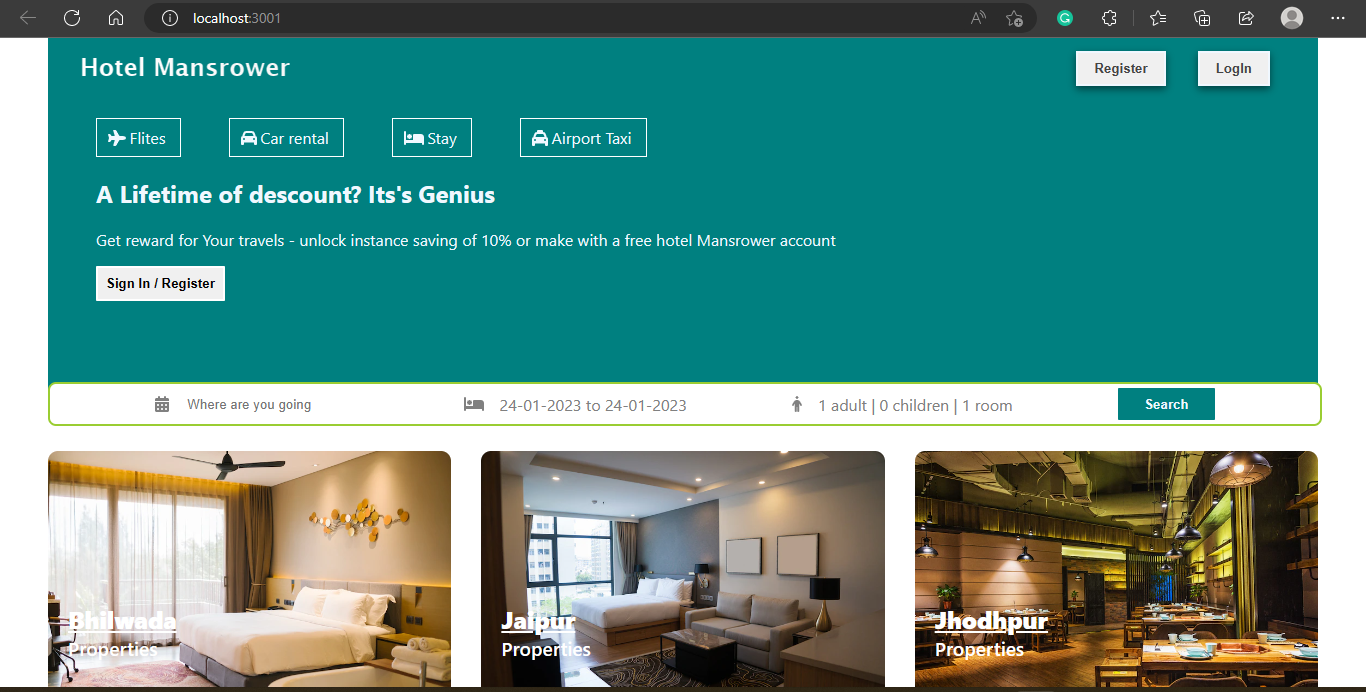 localhost:3001
Hotel Mansrower
Register
LogIn
Flites
Car rental
Stay
Airport Taxi
A Lifetime of descount? Its's Genius
Get reward for Your travels - unlock instance saving of 10% or make with a free hotel Mansrower account
Sign In / Register
Where are you going
24-01-2023 to 24-01-2023
1 adult | 0 children | 1 room
Search
Bhilwada
Properties
Jaipur
Properties
Jhodhpur
Properties